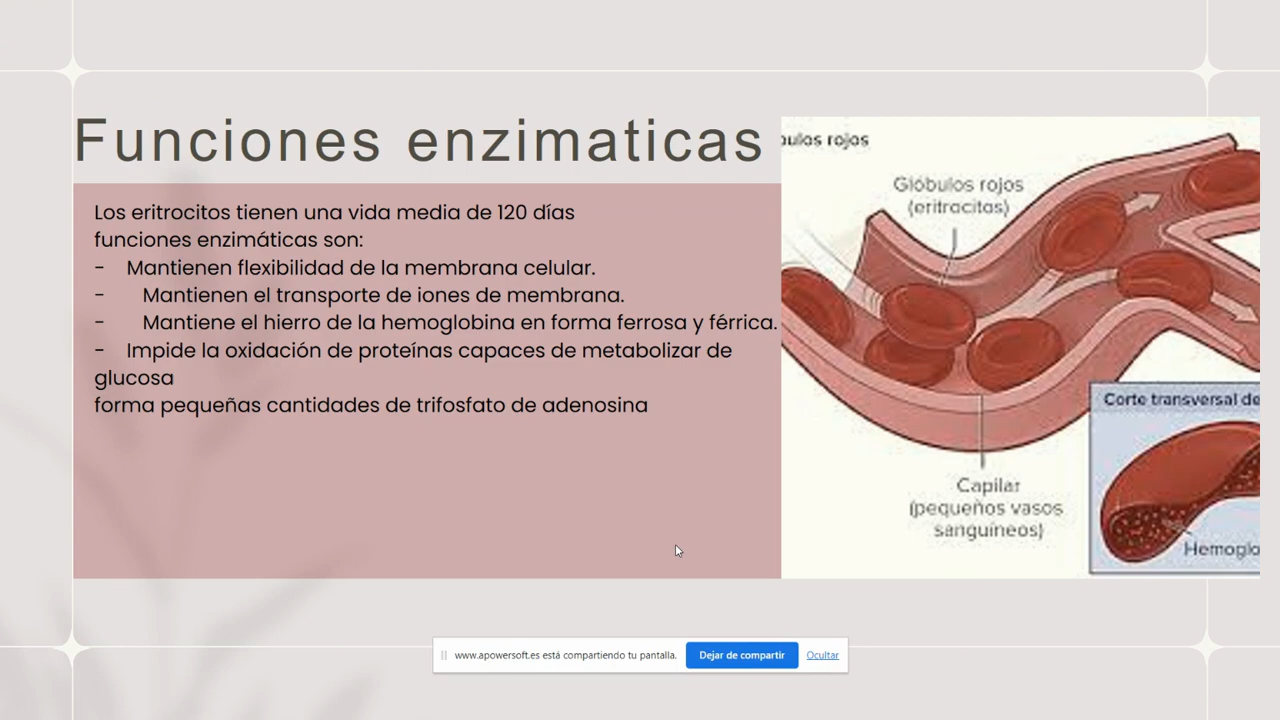 Funciones enzimaticas
Los eritrocitos tienen una vida media de 120 días
funciones enzimáticas son:
- Mantienen flexibilidad de la membrana celular.
- Mantienen el transporte de iones de membrana.
- Mantiene el hierro de la hemoglobina en forma ferrosa y férrica.
- Impide la oxidación de proteínas capaces de metabolizar de
glucosa
forma pequeñas cantidades de trifosfato de adenosina
rojos
Glóbulos rojos
(eritrocitos)
Capilar
(pequeños vasos
sanguíneos)
Corte transversal de
Hemoglo
www.apowersoft.es está compartiendo tu pantalla.
Dejar de compartir
Ocultar